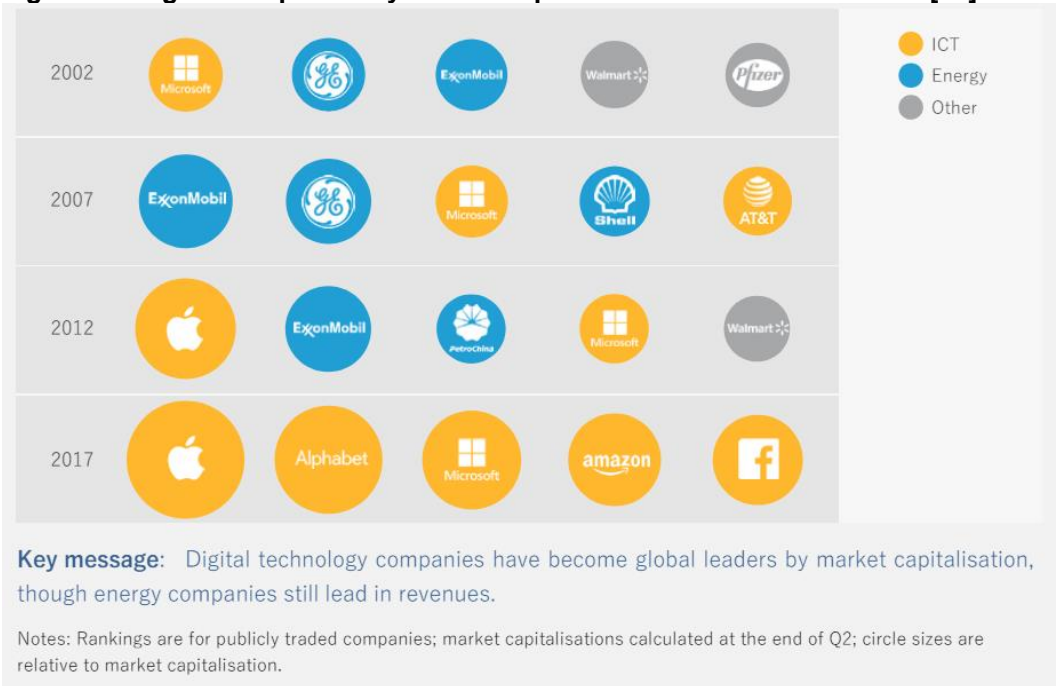 2002
Microsoft
GE
ExxonMobil
Walmart
Pfizer
ICT
Energy
Other
2007
ExxonMobil
GE
Microsoft
Shell
AT&T
2012
ExxonMobil
PetroChina
Microsoft
Walmart
2017
Alphabet
Microsoft
amazon
f
Key message: Digital technology companies have become global leaders by market capitalisation,
though energy companies still lead in revenues.
Notes: Rankings are for publicly traded companies; market capitalisations calculated at the end of Q2; circle sizes are
relative to market capitalisation.